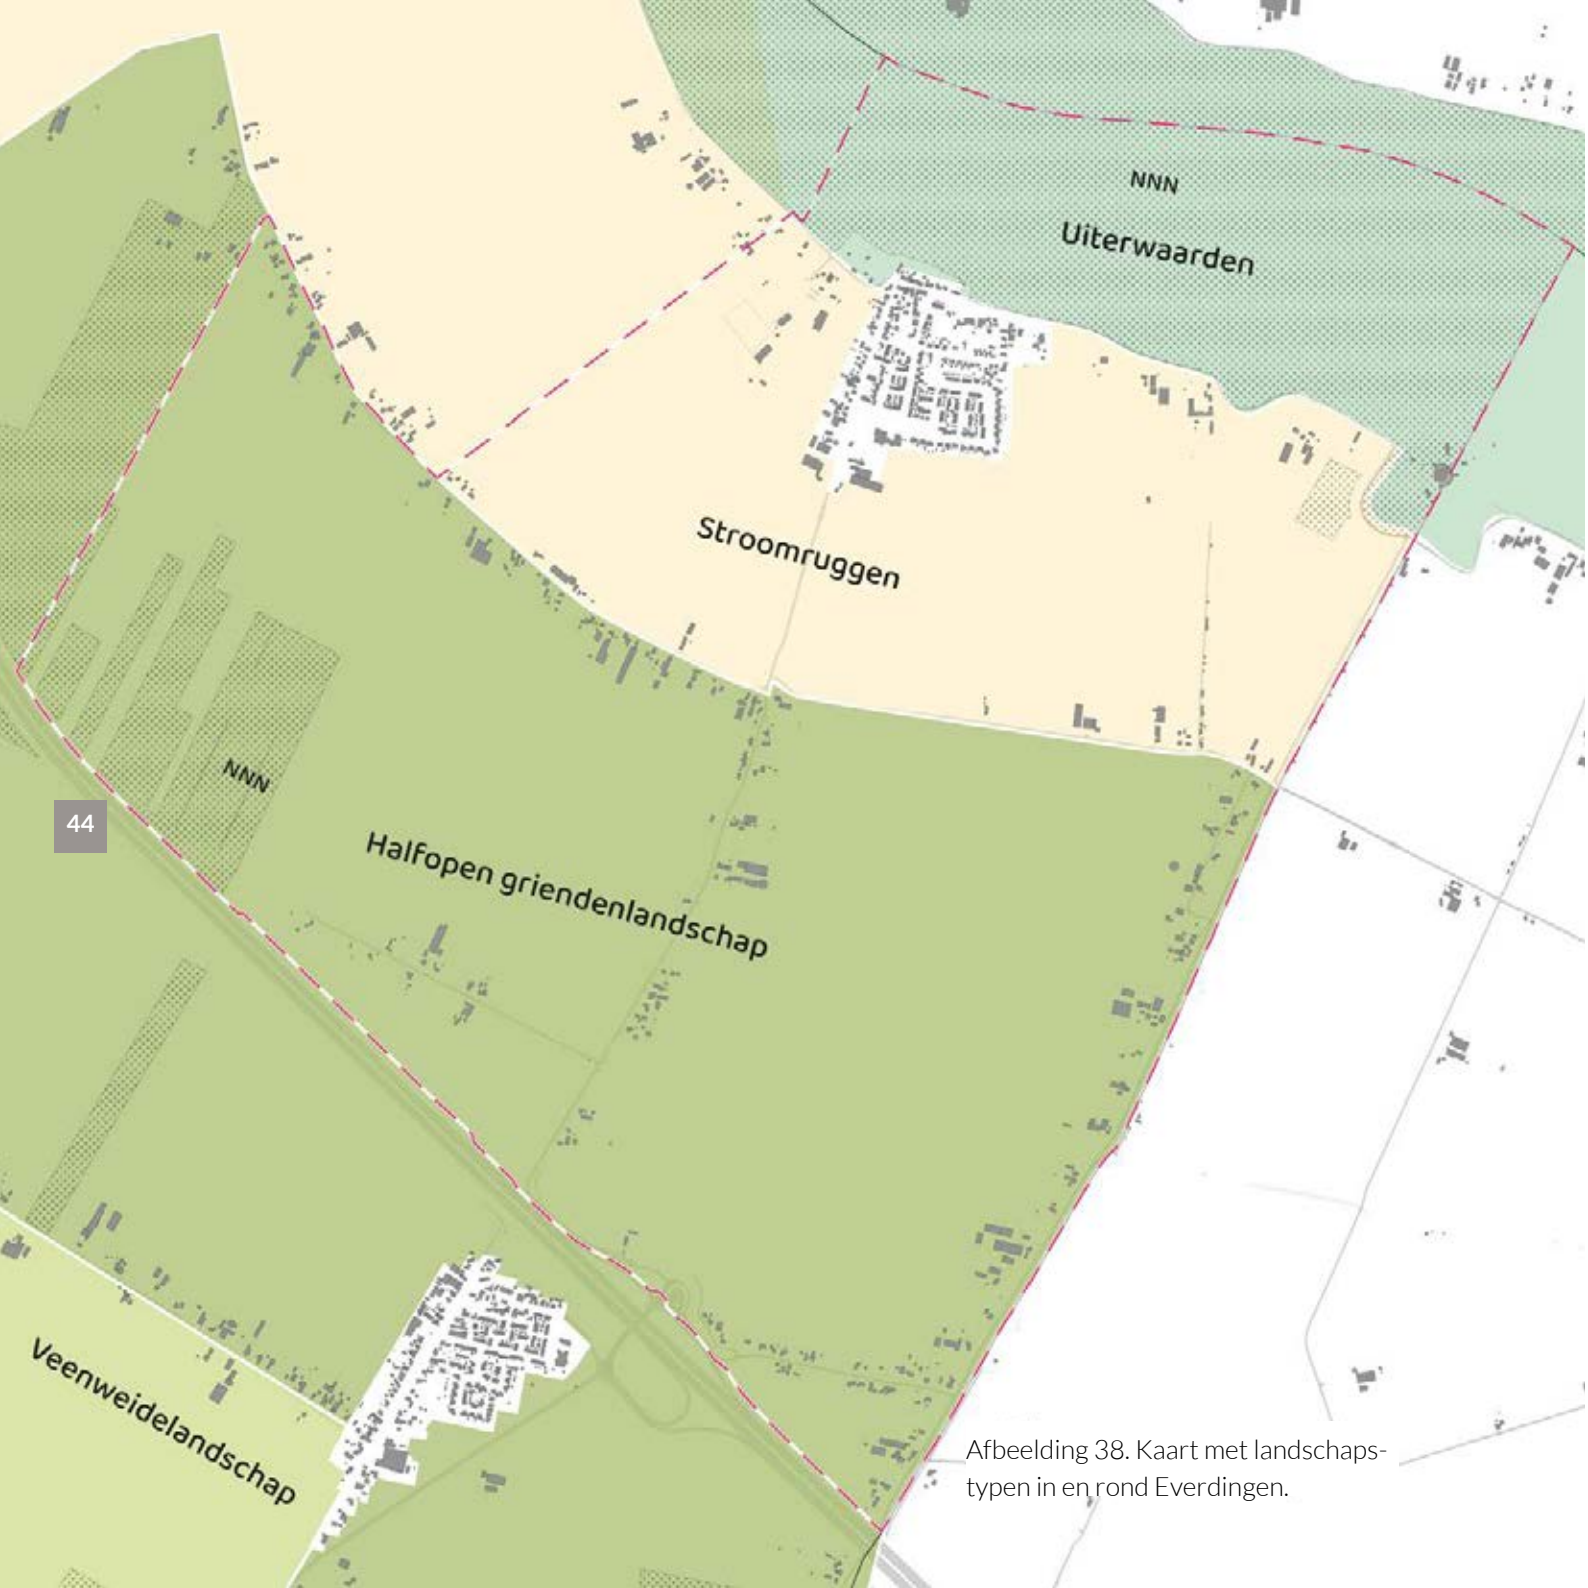 NNN
Uiterwaarden
Stroomruggen
NNN
44
Halfopen griendenlandschap
Veenweidelandschap
Afbeelding 38. Kaart met landschaps-
typen in en rond Everdingen.